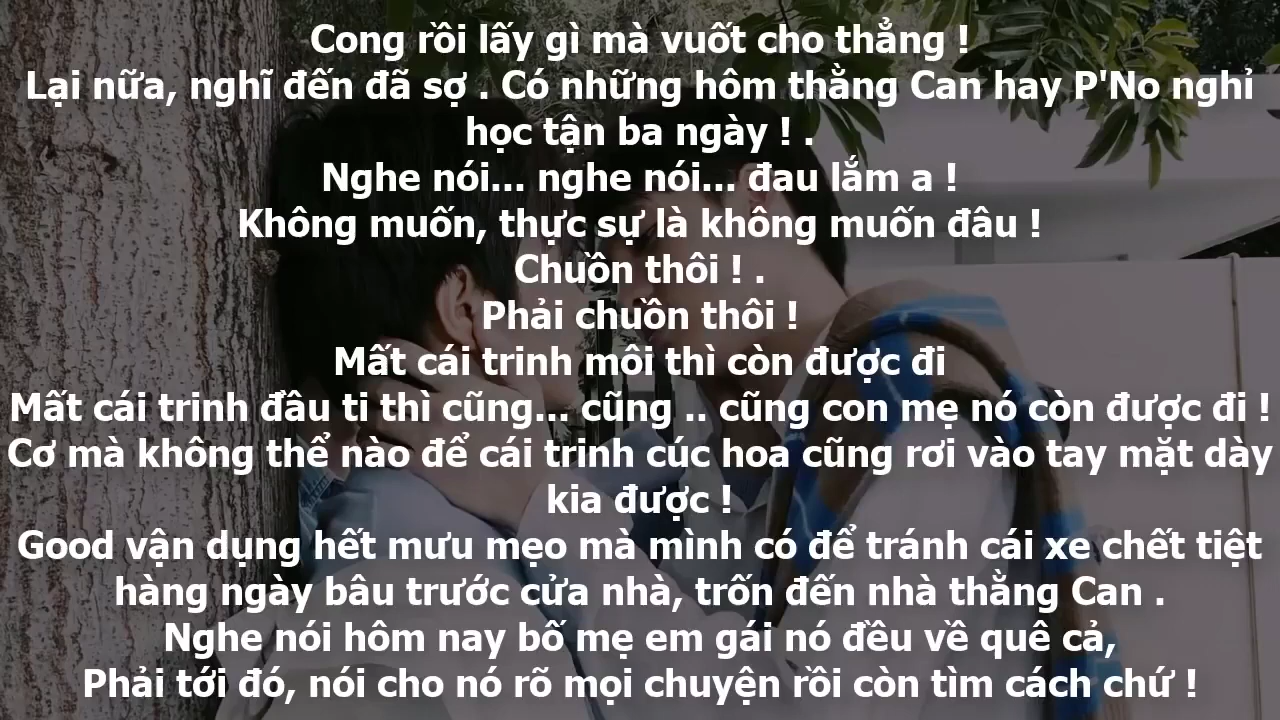 Cong rồi lấy gì mà vuốt cho thẳng !
Lại nữa, nghĩ đến đã sợ . Có những hôm thằng Can hay P'No nghỉ
học tận ba ngày ! .
Nghe nói... nghe nói... đau lắm a !
Không muốn, thực sự là không muốn đâu !
Chuồn thôi ! .
Phải chuồn thôi !
Mất cái trinh môi thì còn được đi
Mất cái trinh đầu ti thì cũng... cũng .. cũng con mẹ nó còn được đi !
Cơ mà không thể nào để cái trinh cúc hoa cũng rơi vào tay mặt dày
kia được !
Good vận dụng hết mưu mẹo mà mình có để tránh cái xe chết tiệt
hàng ngày bâu trước cửa nhà, trốn đến nhà thằng Can .
Nghe nói hôm nay bố mẹ em gái nó đều về quê cả,
Phải tới đó, nói cho nó rõ mọi chuyện rồi còn tìm cách chứ !